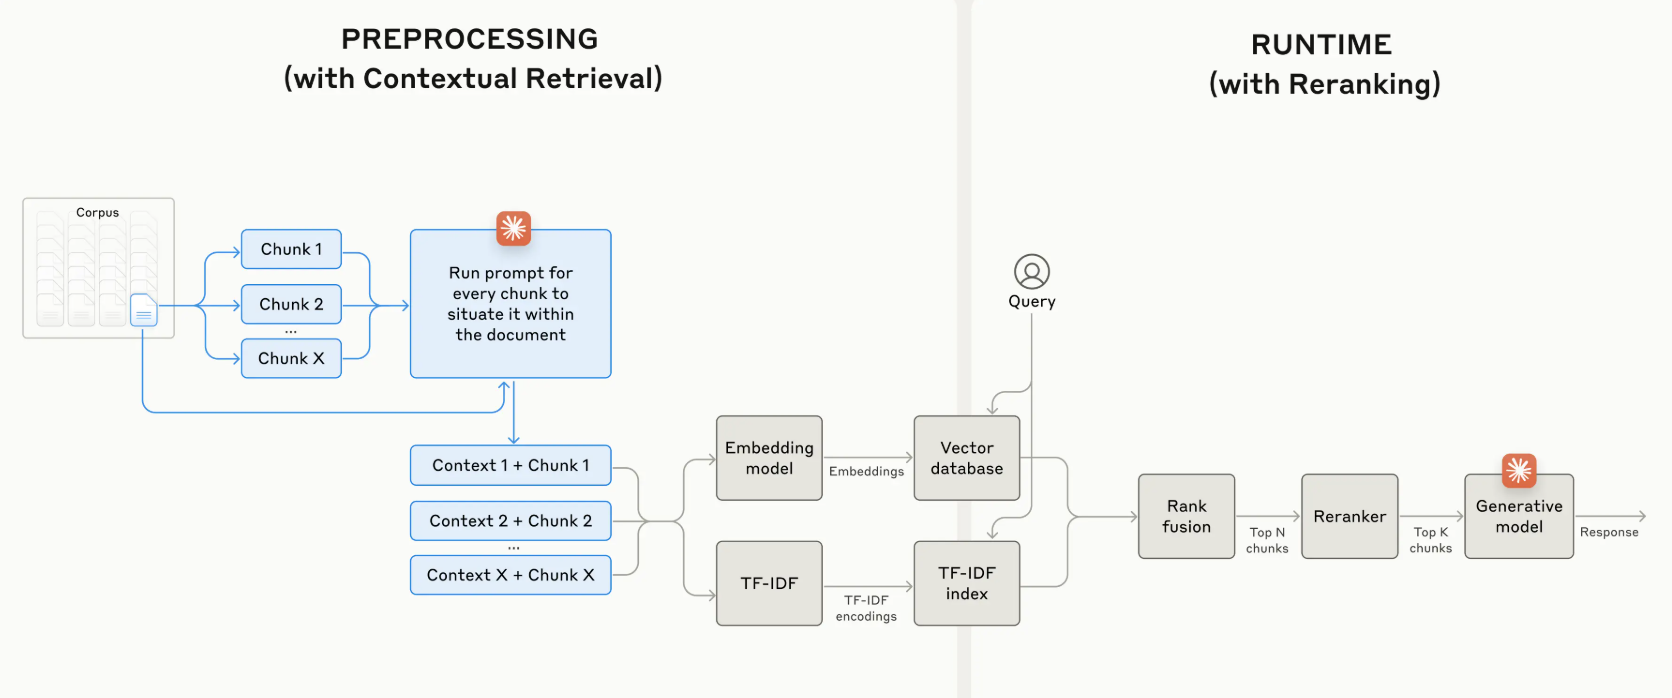 PREPROCESSING
(with Contextual Retrieval)
RUNTIME
(with Reranking)
Corpus
Chunk 1
Chunk 2
...
Chunk X
Run prompt for
every chunk to
situate it within
the document
Context 1 + Chunk 1
Context 2 + Chunk 2
...
Context X + Chunk X
Embedding
model
Embeddings
TF-IDF
TF-IDF
encodings
Query
Vector
database
TF-IDF
index
Rank
fusion
Top N
chunks
Reranker
Top K
chunks
Generative
model
Response